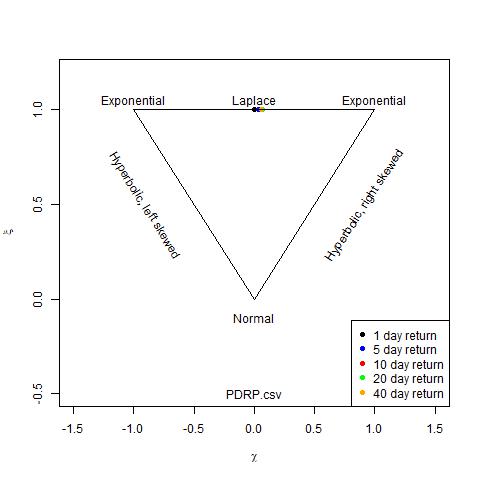 Exponential Laplace Exponential
Hyperbolic, left skewed
Hyperbolic, right skewed
Normal
PDRP.csv
1 day return
5 day return
10 day return
20 day return
40 day return
1.0
0.5
0.0
-0.5
ξ
-1.5 -1.0 -0.5 0.0 0.5 1.0 1.5
χ